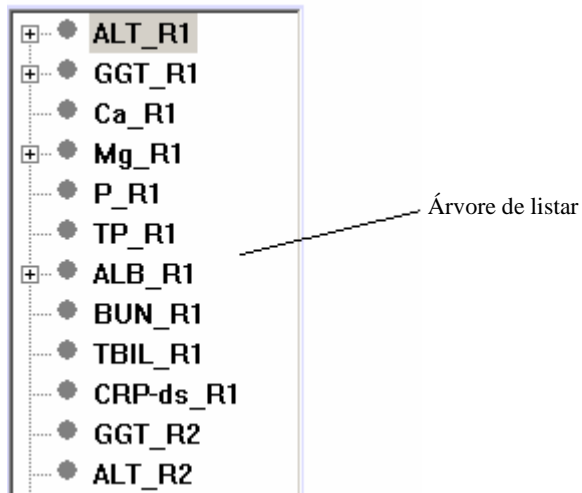 ALT_R1
GGT_R1
Ca_R1
Mg_R1
P_R1
TP_R1
Árvore de listar
ALB_R1
BUN_R1
TBIL_R1
CRP-ds_R1
GGT_R2
ALT_R2